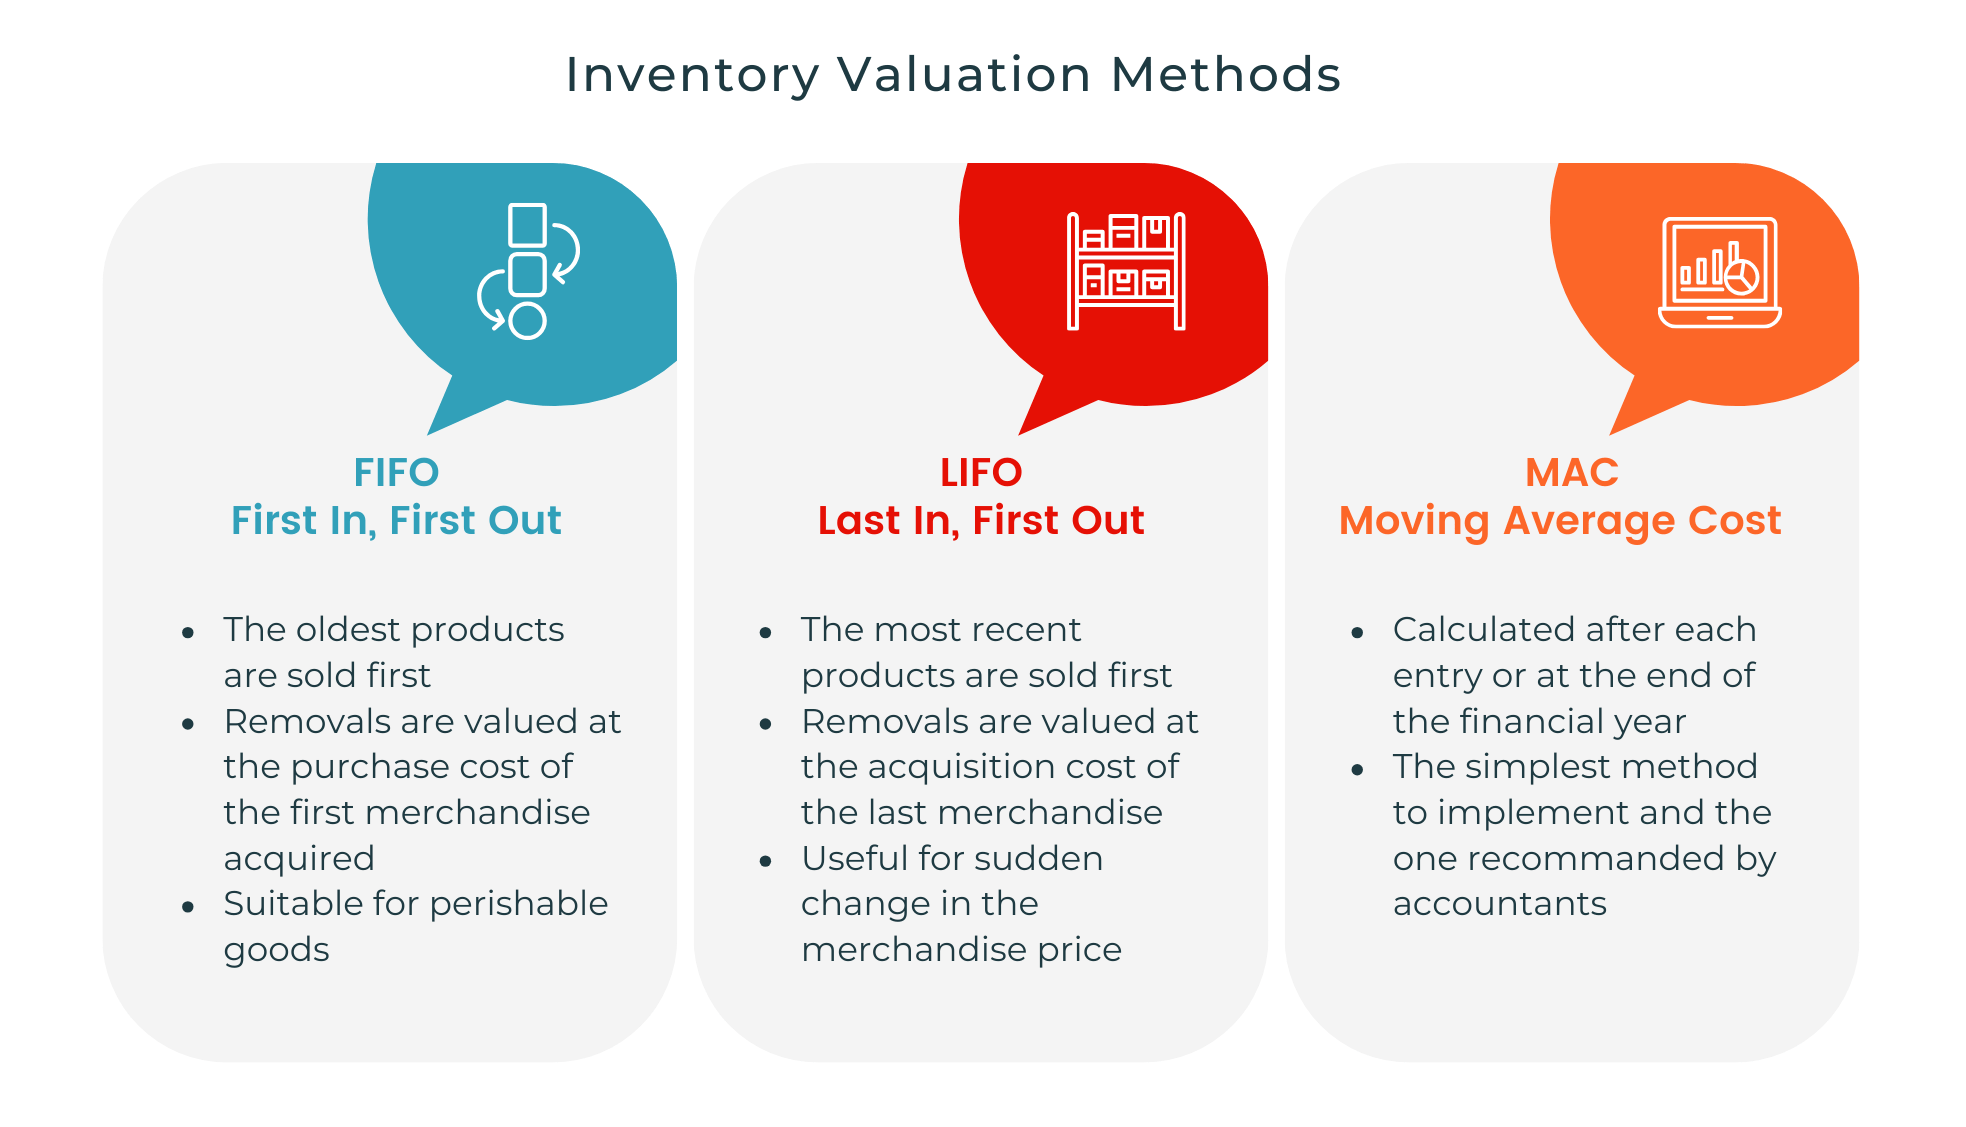 Inventory Valuation Methods
FIFO
First In, First Out
• The oldest products
are sold first
• Removals are valued at
the purchase cost of
the first merchandise
acquired
• Suitable for perishable
goods
LIFO
Last In, First Out
• The most recent
products are sold first
• Removals are valued at
the acquisition cost of
the last merchandise
• Useful for sudden
change in the
merchandise price
MAC
Moving Average Cost
• Calculated after each
entry or at the end of
the financial year
• The simplest method
to implement and the
one recommanded by
accountants